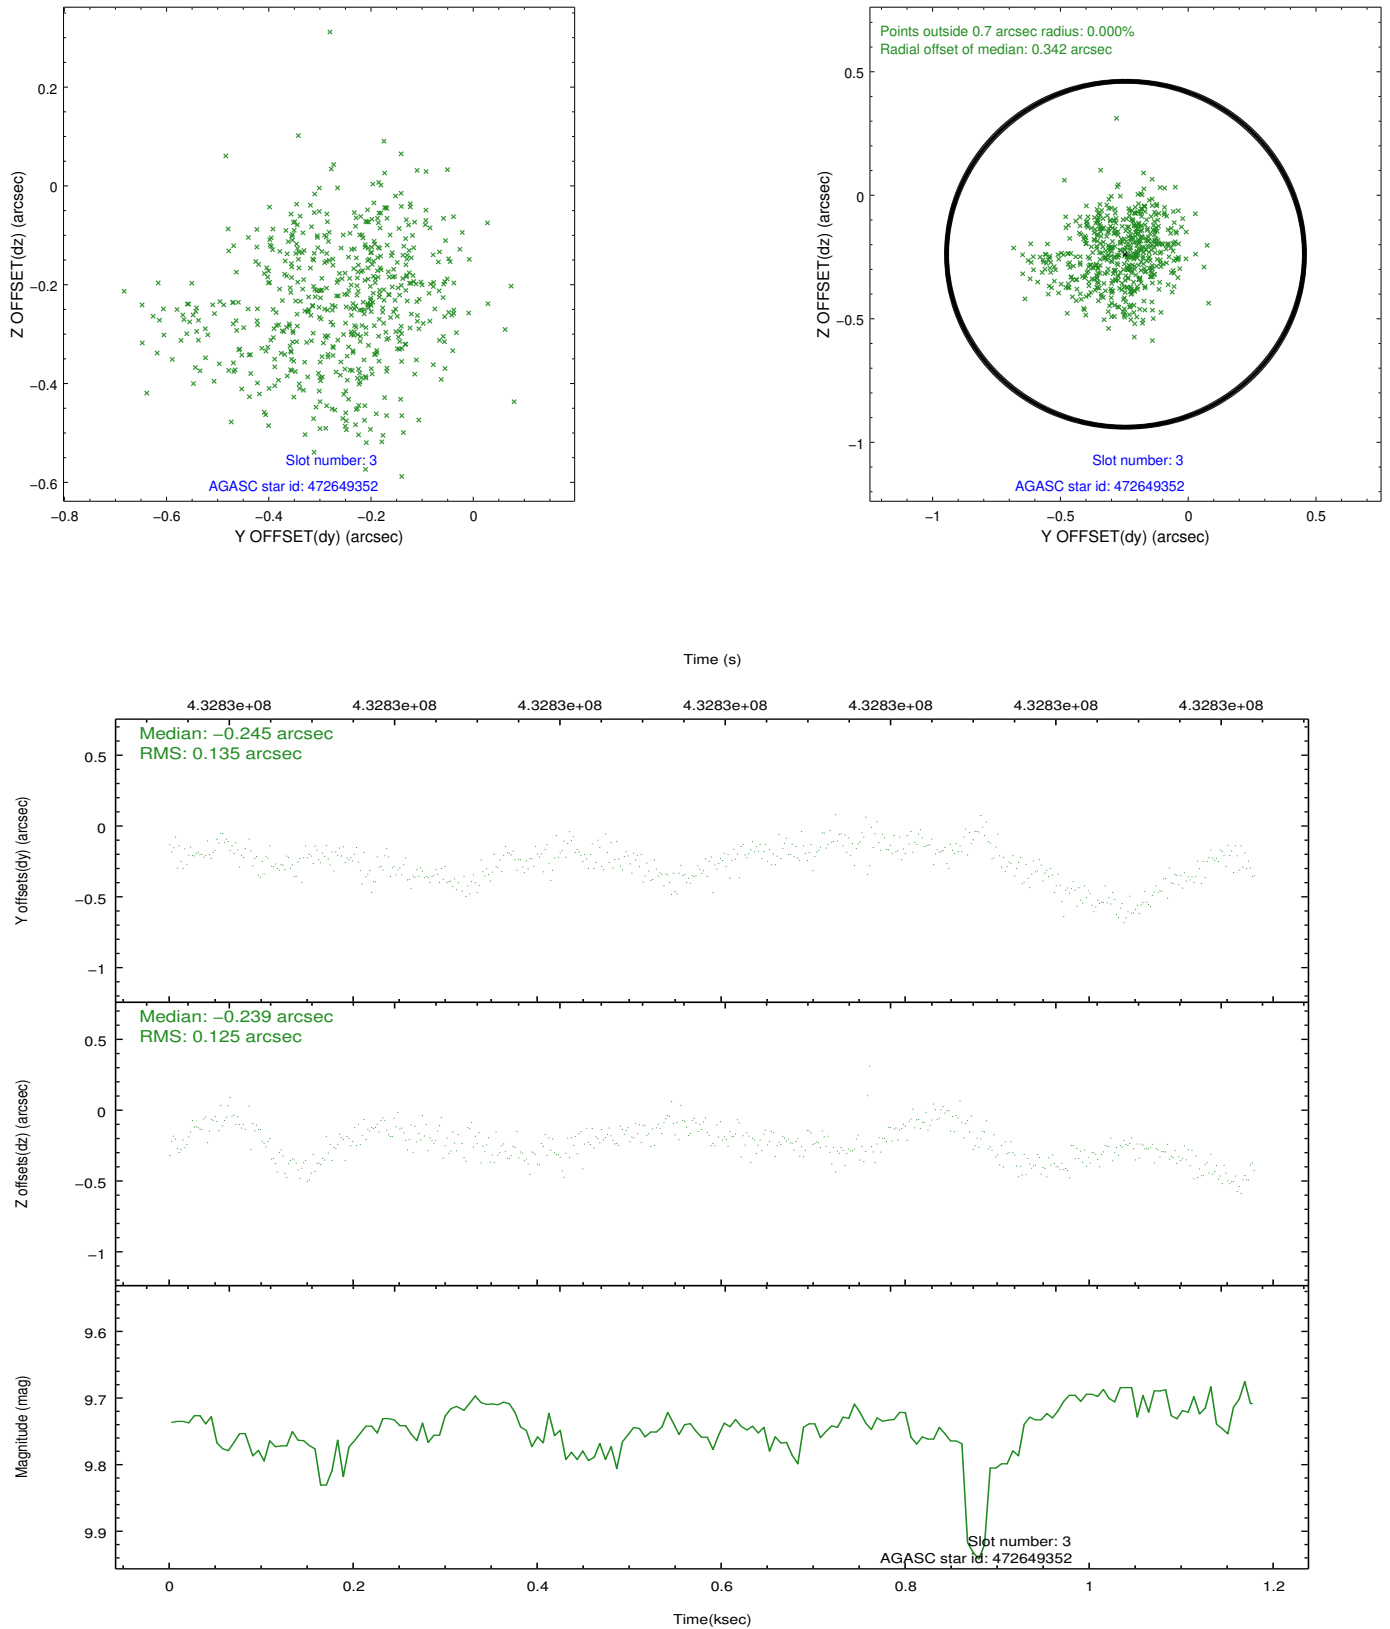 0.2
0
−0.2
−0.4
−0.6
−0.8
−0.6
−0.4
−0.2
0
Z OFFSET(dz) (arcsec)
Y OFFSET(dy) (arcsec)
Slot number: 3
AGASC star id: 472649352
Points outside 0.7 arcsec radius: 0.000%
Radial offset of median: 0.342 arcsec
0.5
0
−0.5
−1
−1
−0.5
0
0.5
Z OFFSET(dz) (arcsec)
Y OFFSET(dy) (arcsec)
Slot number: 3
AGASC star id: 472649352
Time (s)
4.3283e+08 4.3283e+08 4.3283e+08 4.3283e+08 4.3283e+08 4.3283e+08 4.3283e+08
Median: −0.245 arcsec
RMS: 0.135 arcsec
0.5
0
−0.5
−1
Y offsets(dy) (arcsec)
Median: −0.239 arcsec
RMS: 0.125 arcsec
0.5
0
−0.5
−1
Z offsets(dz) (arcsec)
9.6
9.7
9.8
9.9
Magnitude (mag)
Slot number: 3
AGASC star id: 472649352
0 0.2 0.4 0.6 0.8 1 1.2
Time(ksec)